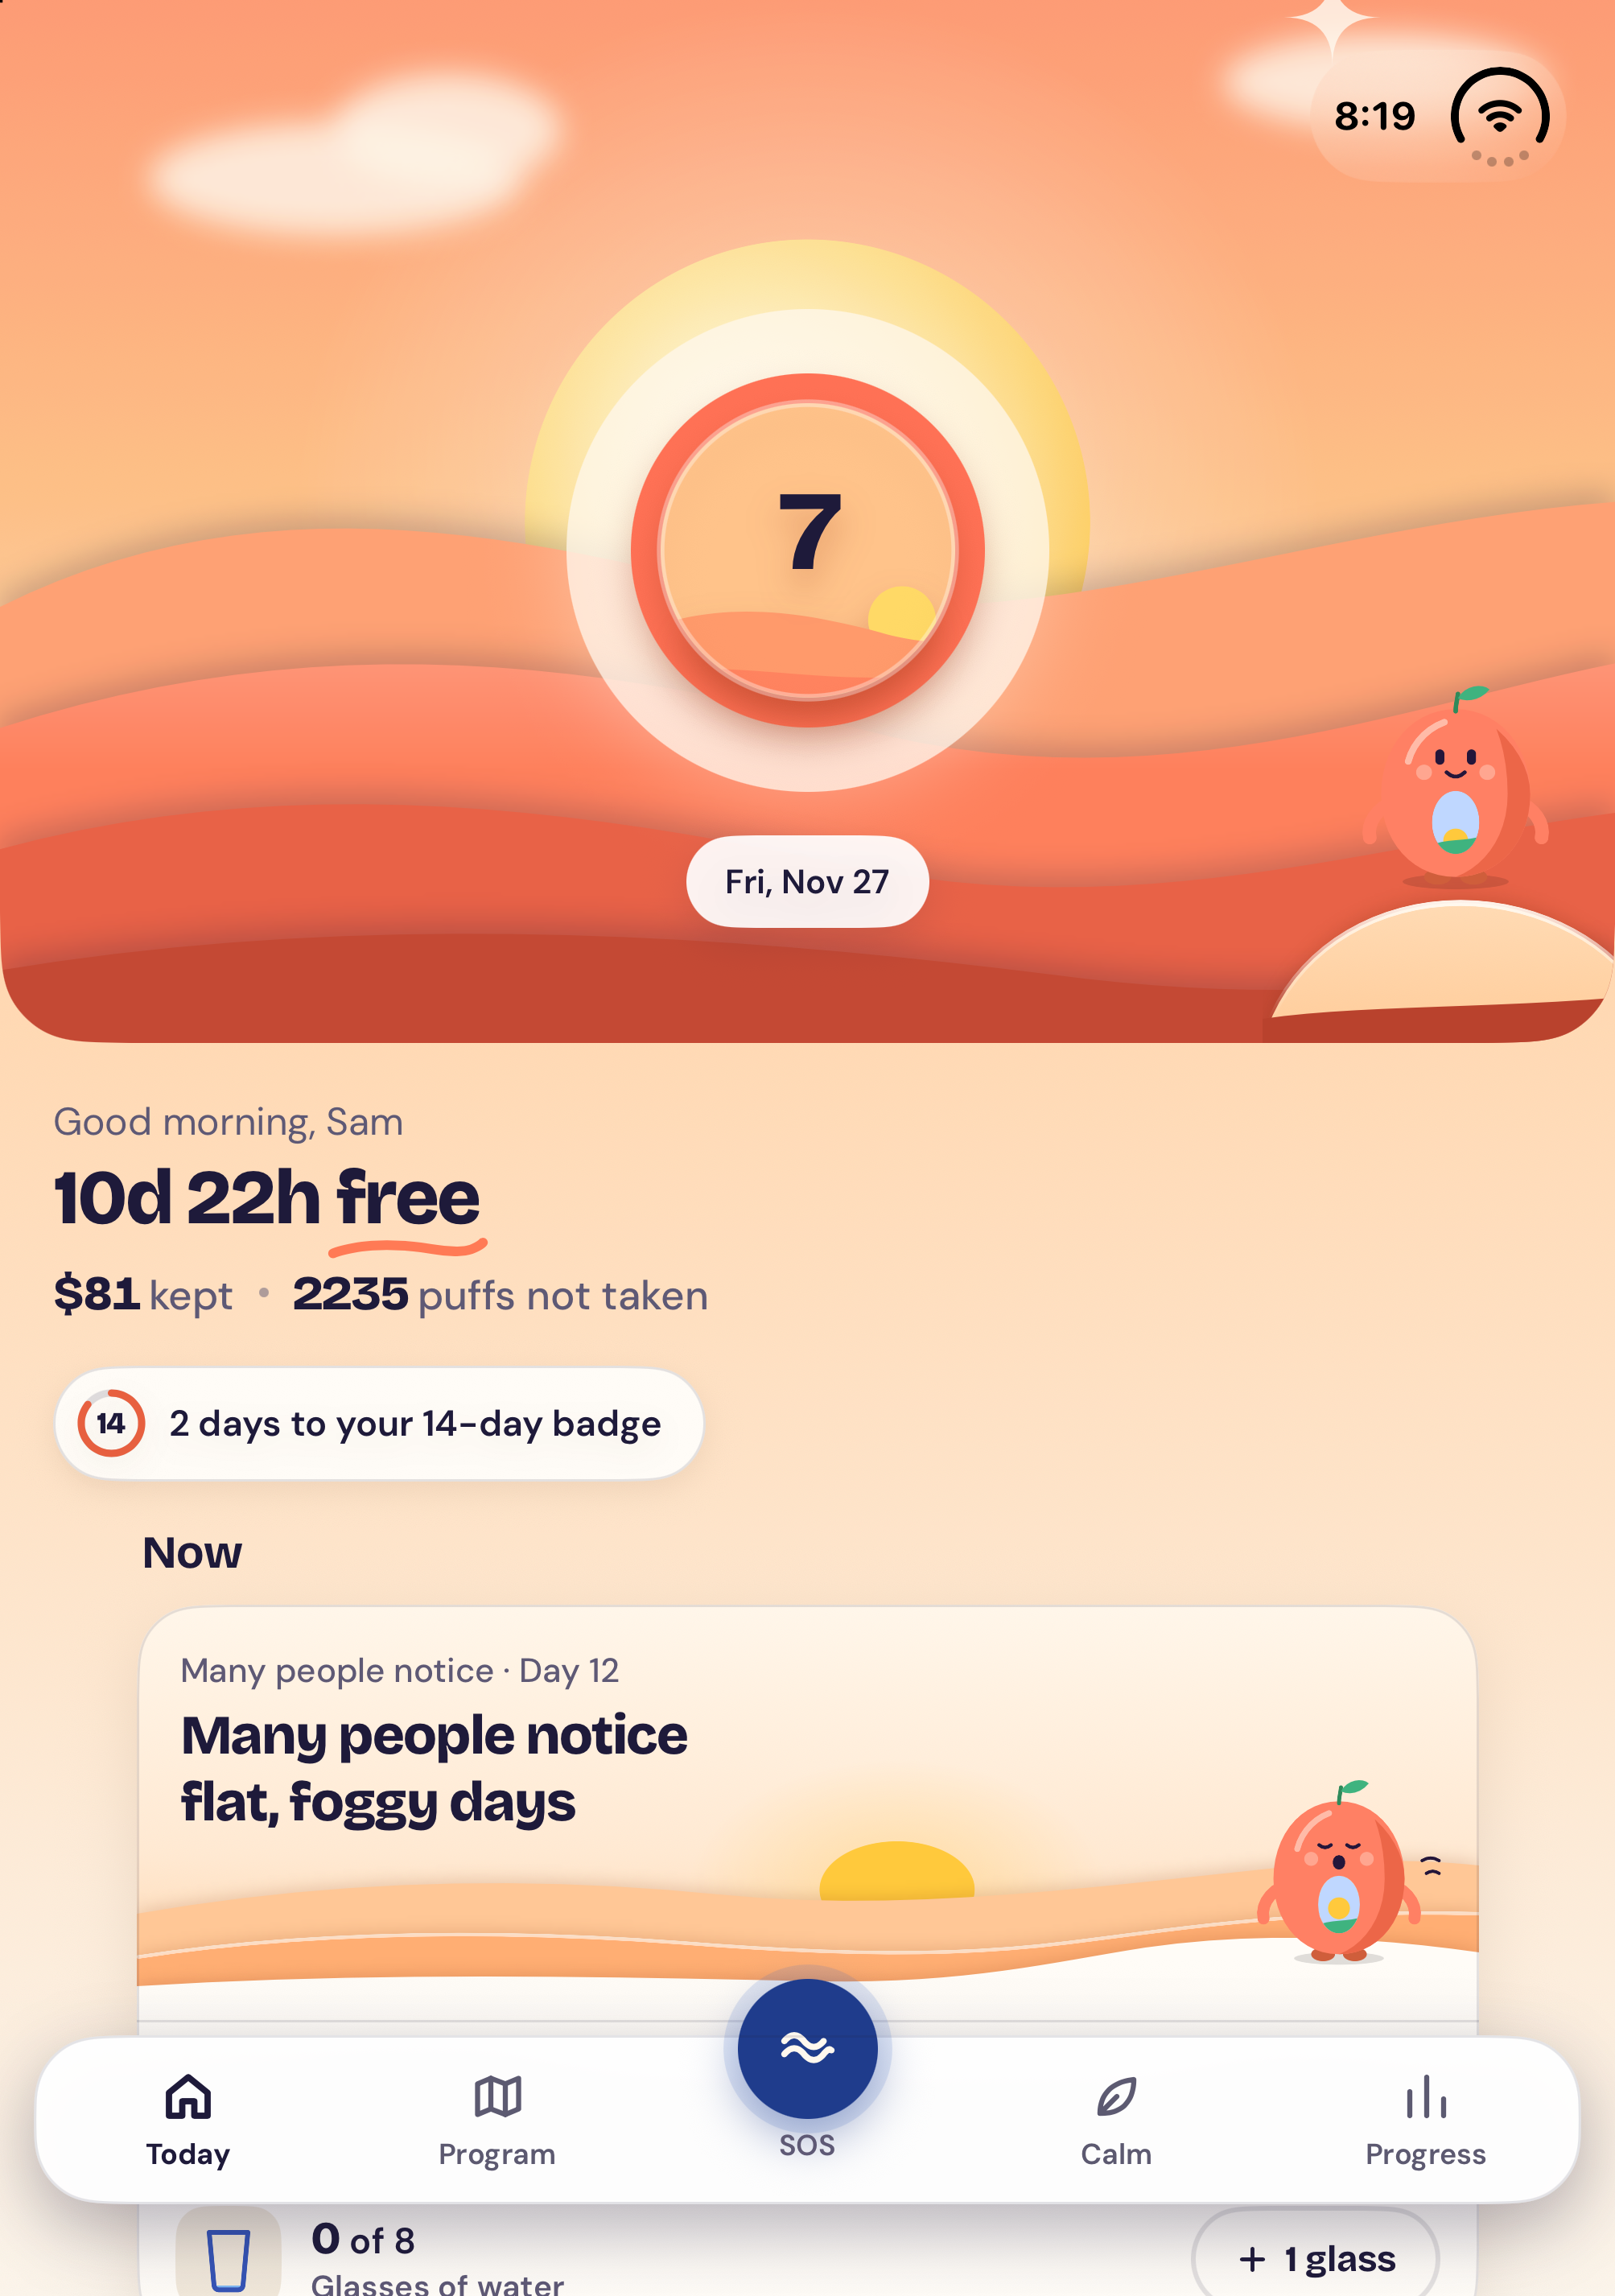 8:19
7
Fri, Nov 27
Good morning, Sam
10d 22h free
$81 kept • 2235 puffs not taken
14 2 days to your 14-day badge
Now
Many people notice · Day 12
Many people notice
flat, foggy days
Today
Program
SOS
Calm
Progress
0 of 8
+ 1 glass
Glasses of water